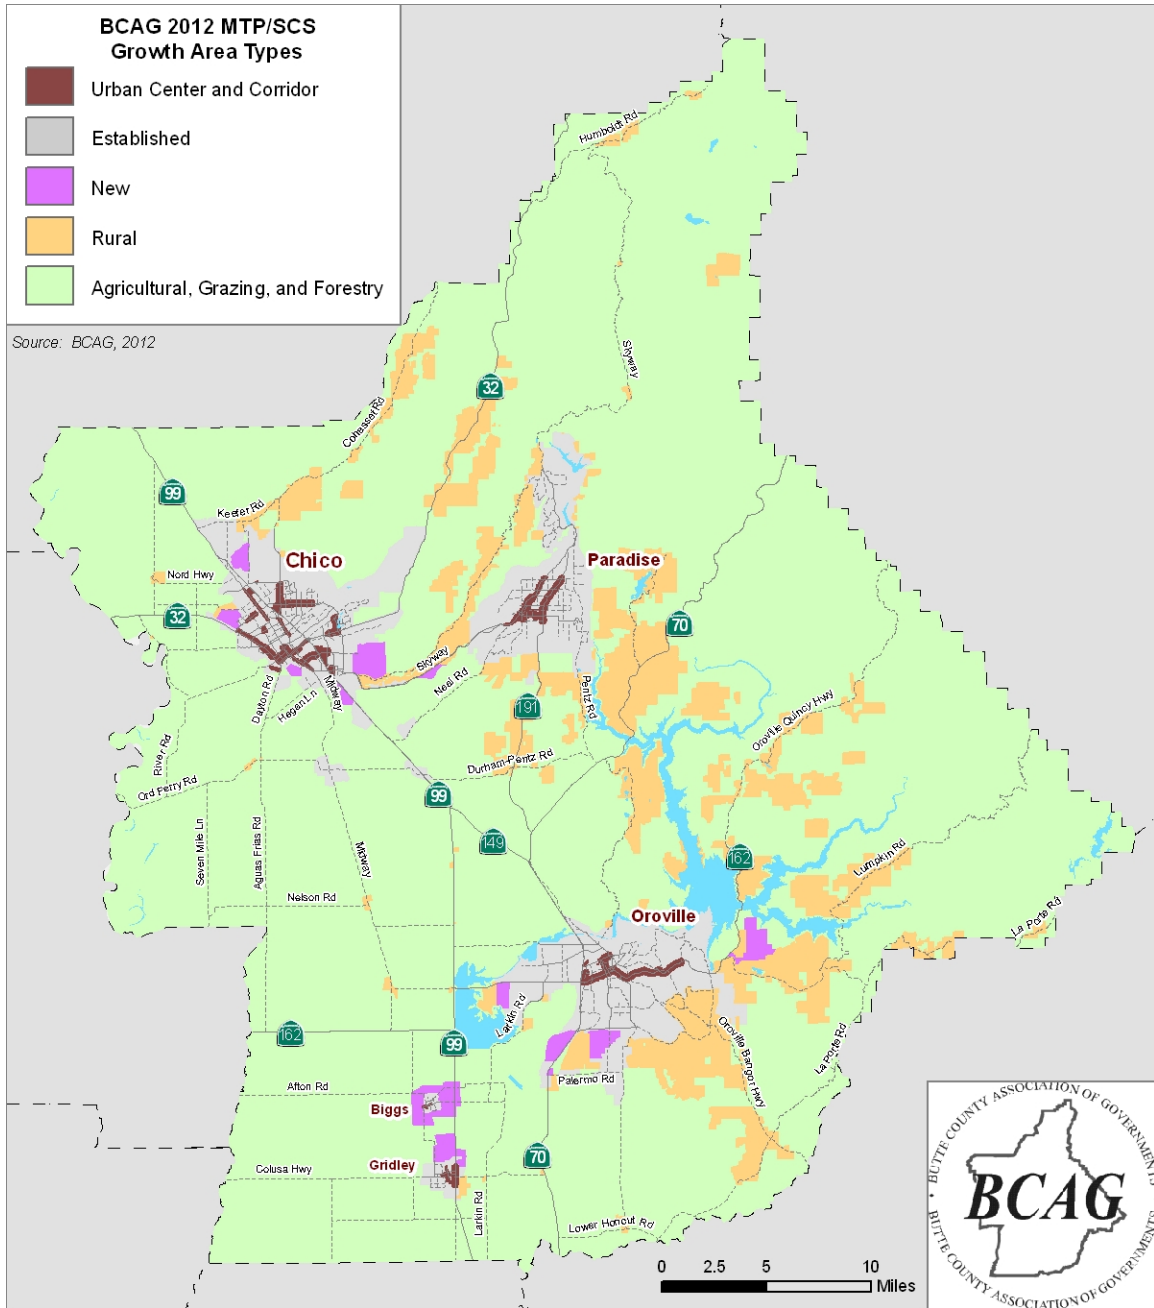 BCAG 2012 MTP/SCS
Growth Area Types
Urban Center and Corridor
Established
New
Rural
Agricultural, Grazing, and Forestry
Source: BCAG, 2012
Humboldt Rd
Skyway
32
Cohasset Rd
99
Keefer Rd
Chico
Paradise
Nord Hwy
32
70
Skyway
Neal Rd
Pentz Rd
Dayton Rd
Hegan Ln
Midway
191
Oroville Quincy Hwy
River Rd
Durham-Pentz Rd
Ord Ferry Rd
99
149
Seven Mile Ln
Aguas Frias Rd
Midway
162
Lumpkin Rd
Nelson Rd
Oroville
La Porte Rd
Larkin Rd
162
99
Oroville Bangor Hwy
La Porte Rd
Palermo Rd
Afton Rd
Biggs
Gridley
Colusa Hwy
70
Larkin Rd
Lower Honcut Rd
0 2.5 5 10
Miles
BUTTE COUNTY ASSOCIATION OF GOVERNMENTS
BCAG
BUTTE COUNTY ASSOCIATION OF GOVERNMENTS